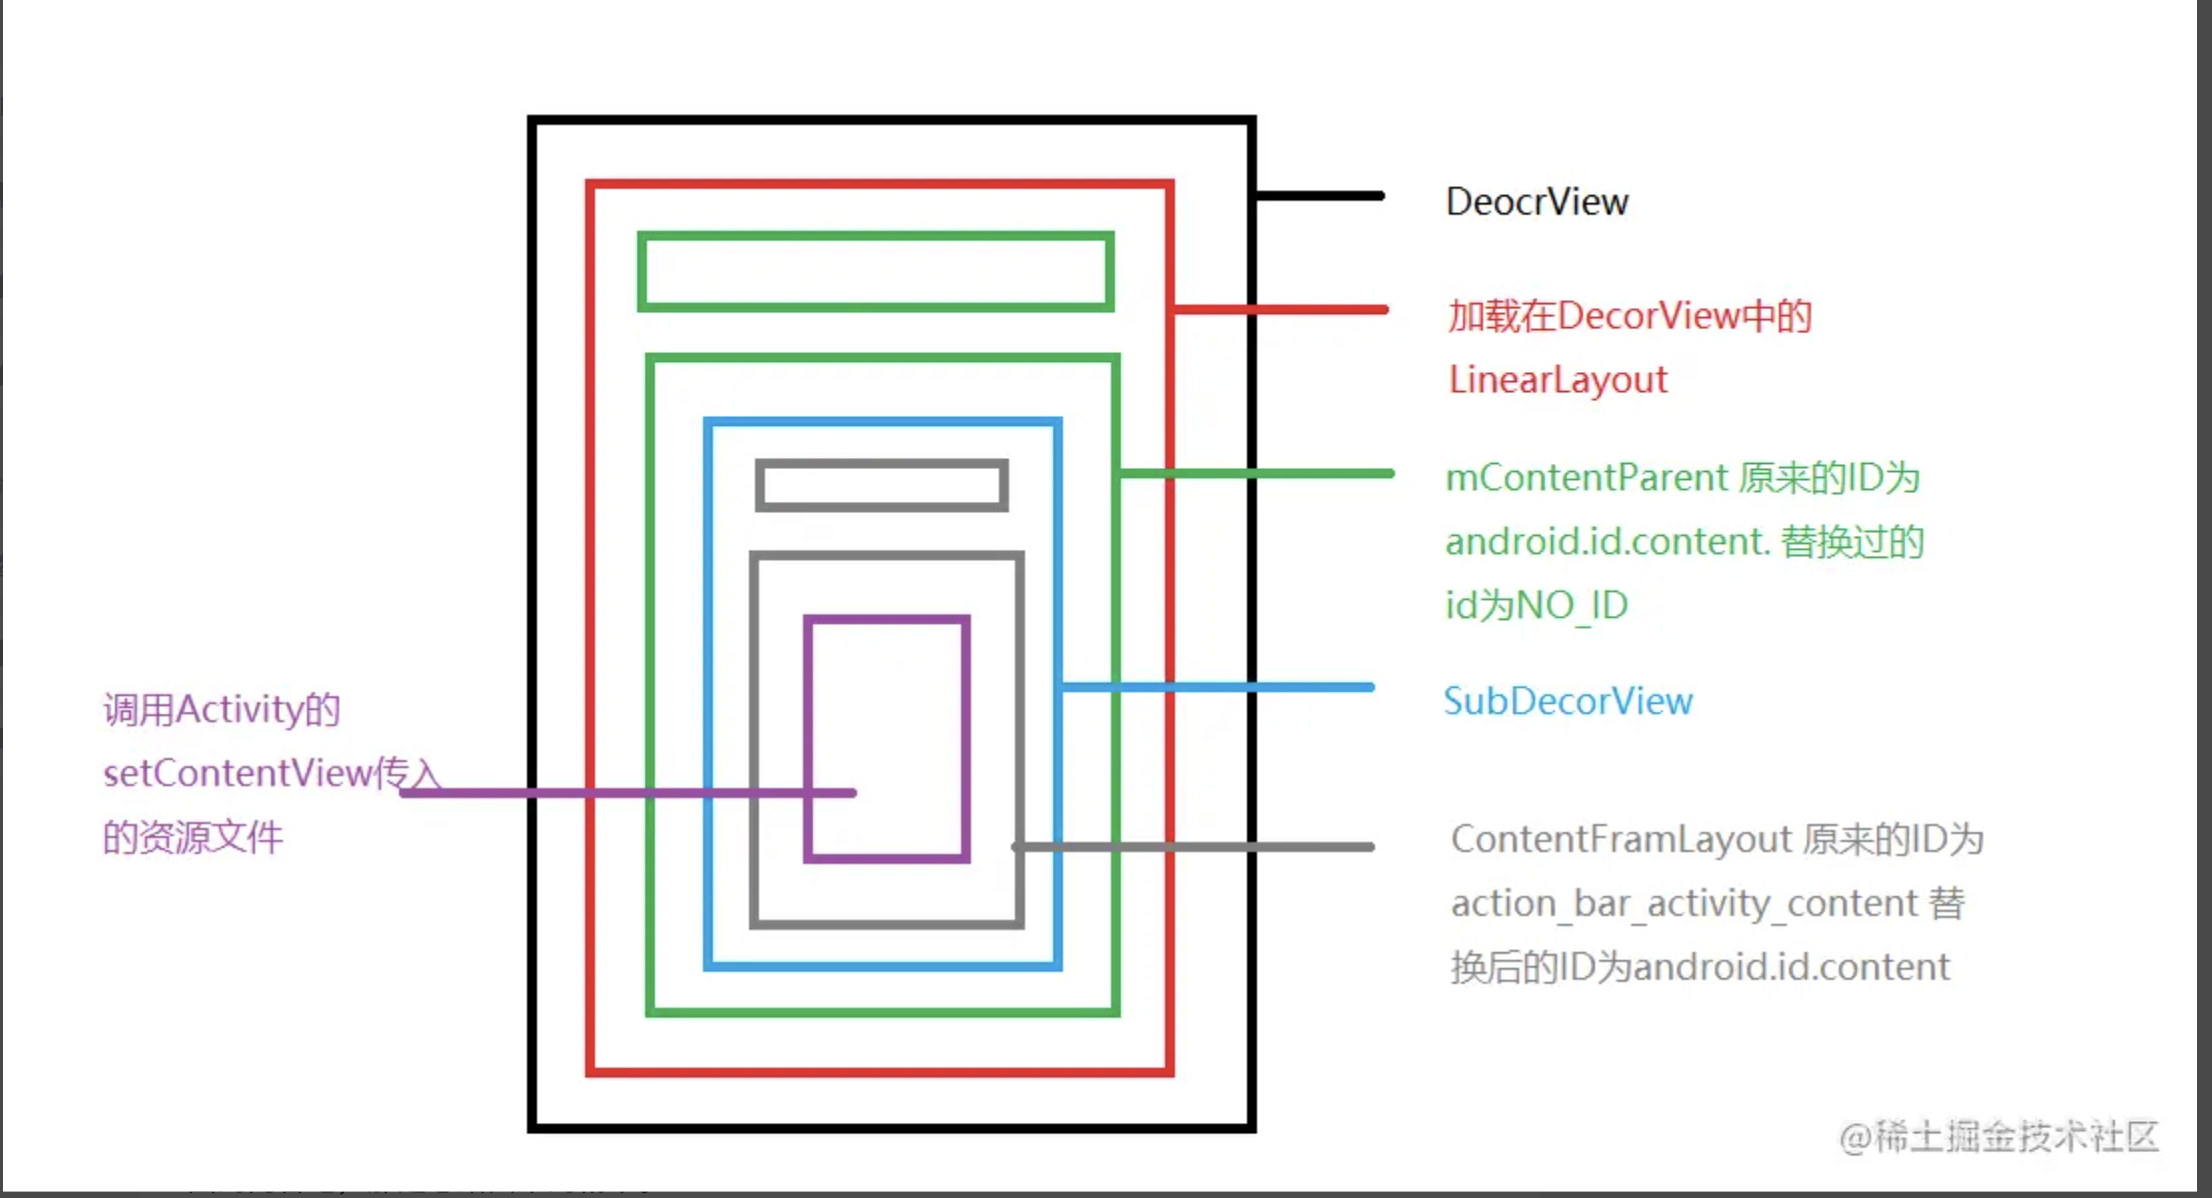 DeocrView
加载在DecorView中的
LinearLayout
mContentParent 原来的ID为
android.id.content. 替换过的
id为NO_ID
SubDecorView
调用Activity的
setContentView传入
的资源文件
ContentFramLayout 原来的ID为
action_bar_activity_content 替
换后的ID为android.id.content
@稀土掘金技术社区